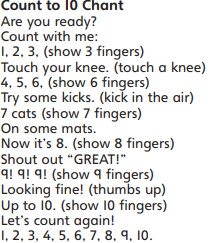 Count to 10 Chant
Are you ready?
Count with me:
1, 2, 3, (show 3 fingers)
Touch your knee. (touch a knee)
4, 5, 6, (show 6 fingers)
Try some kicks. (kick in the air)
7 cats (show 7 fingers)
On some mats.
Now it's 8. (show 8 fingers)
Shout out "GREAT!"
9! 9! 9! (show 9 fingers)
Looking fine! (thumbs up)
Up to 10. (show 10 fingers)
Let's count again!
1, 2, 3, 4, 5, 6, 7, 8, 9, 10.